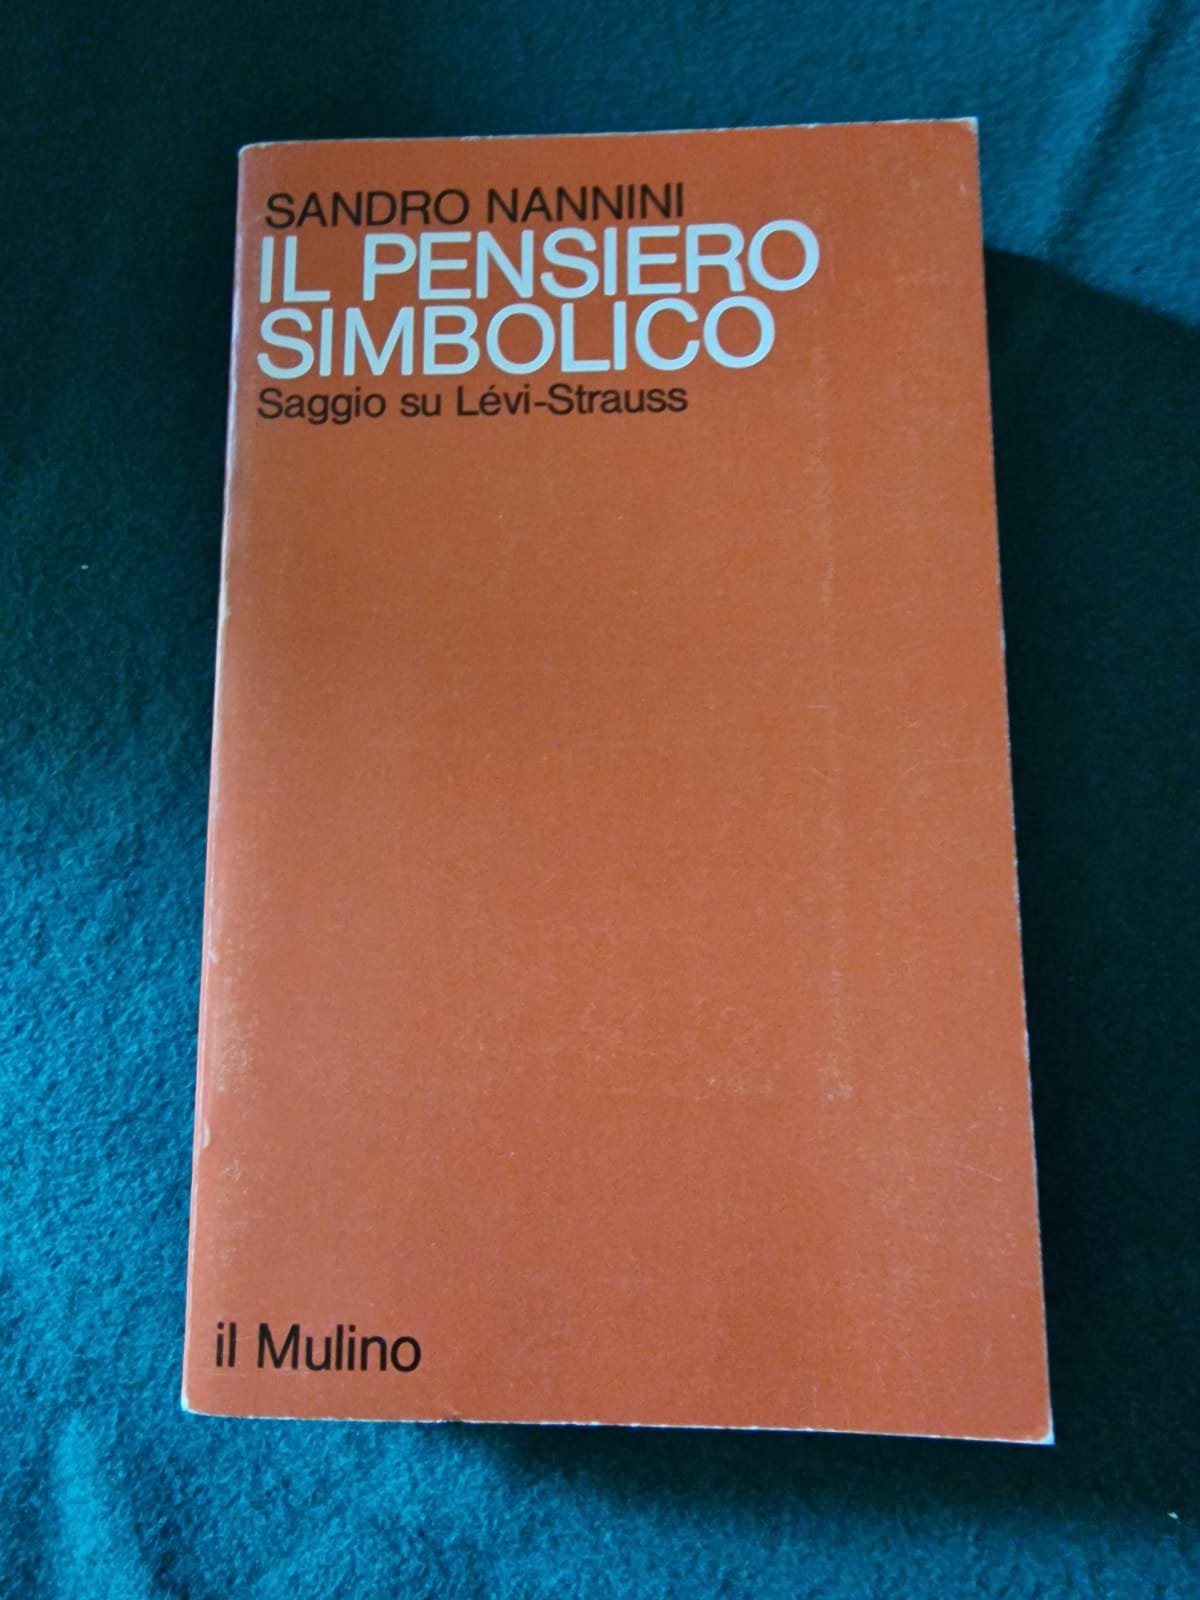 SANDRO NANNINI
IL PENSIERO
SIMBOLICO
Saggio su Lévi-Strauss
il Mulino